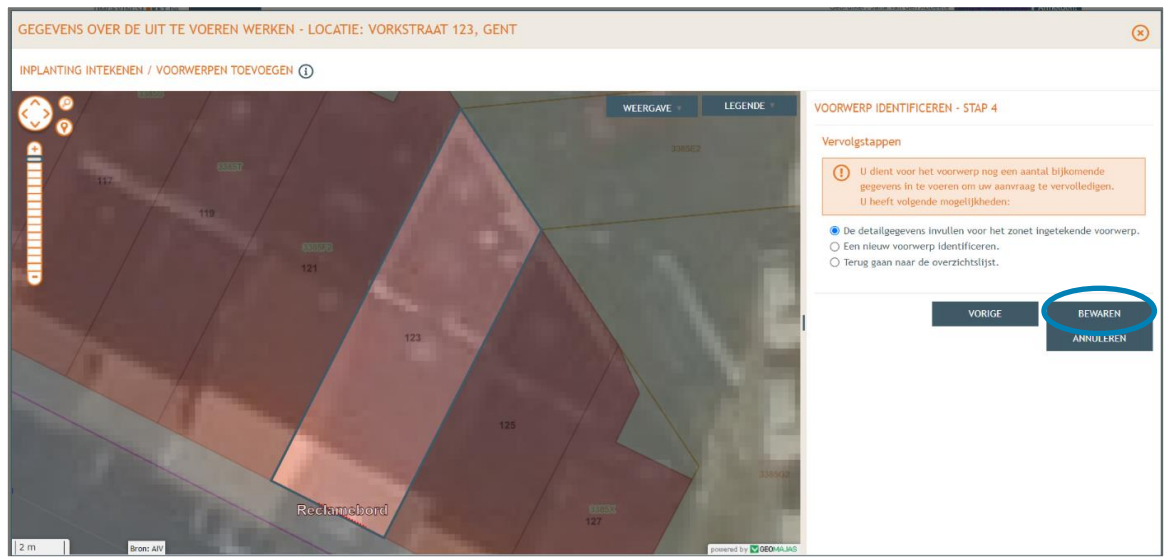 GEGEVENS OVER DE UIT TE VOEREN WERKEN - LOCATIE: VORKSTRAAT 123, GENT
INPLANTING INTEKENEN / VOORWERPEN TOEVOEGEN
WEERGAVE
LEGENDE
3365E2
117
119
121
123
125
127
Reclamebord
2 m
Bron: AIV
powered by GEOMAJAS
VOORWERP IDENTIFICEREN - STAP 4
Vervolgstappen
U dient voor het voorwerp nog een aantal bijkomende
gegevens in te voeren om uw aanvraag te vervolledigen.
U heeft volgende mogelijkheden:
De detailgegevens invullen voor het zonet ingetekende voorwerp.
Een nieuw voorwerp identificeren.
Terug gaan naar de overzichtslijst.
VORIGE
BEWAREN
ANNULEREN